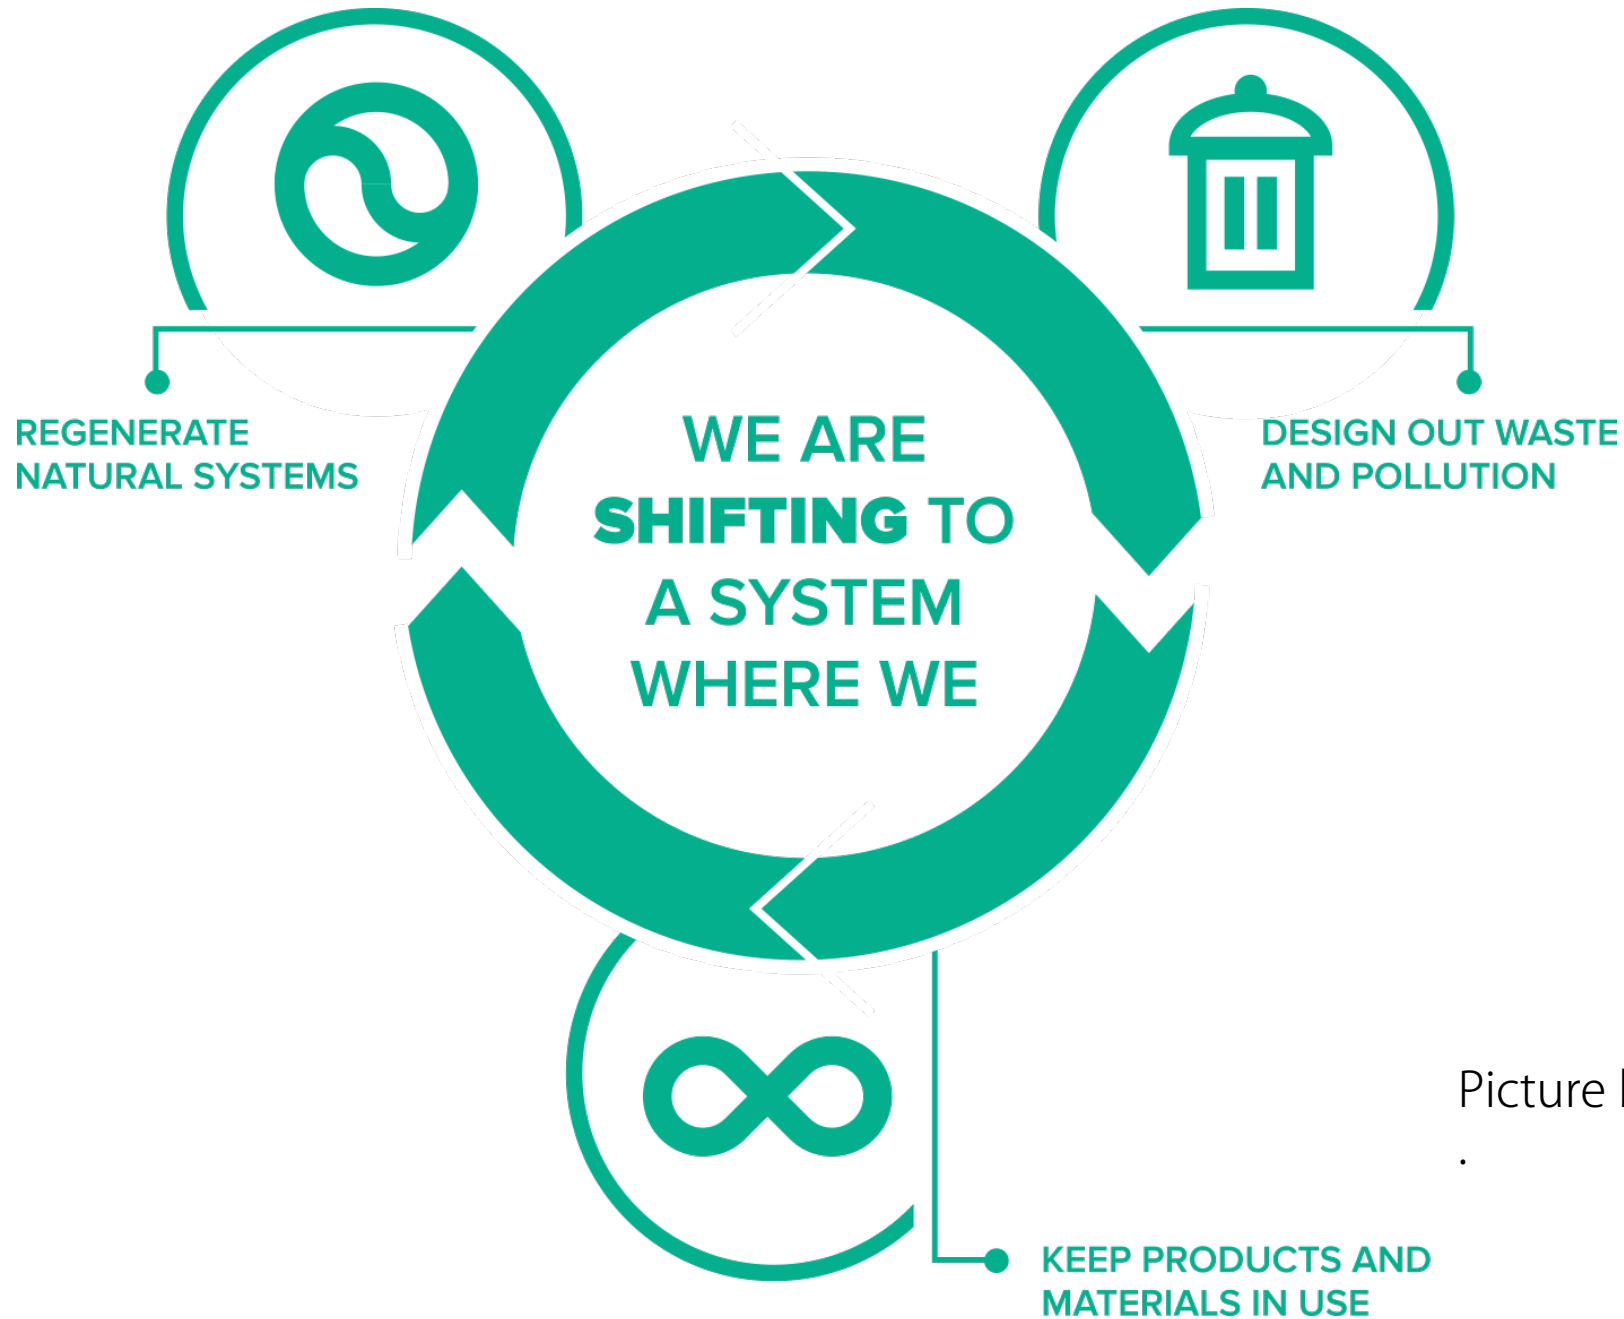 REGENERATE
NATURAL SYSTEMS
DESIGN OUT WASTE
AND POLLUTION
WE ARE
SHIFTING TO
A SYSTEM
WHERE WE
Picture
.
KEEP PRODUCTS AND
MATERIALS IN USE